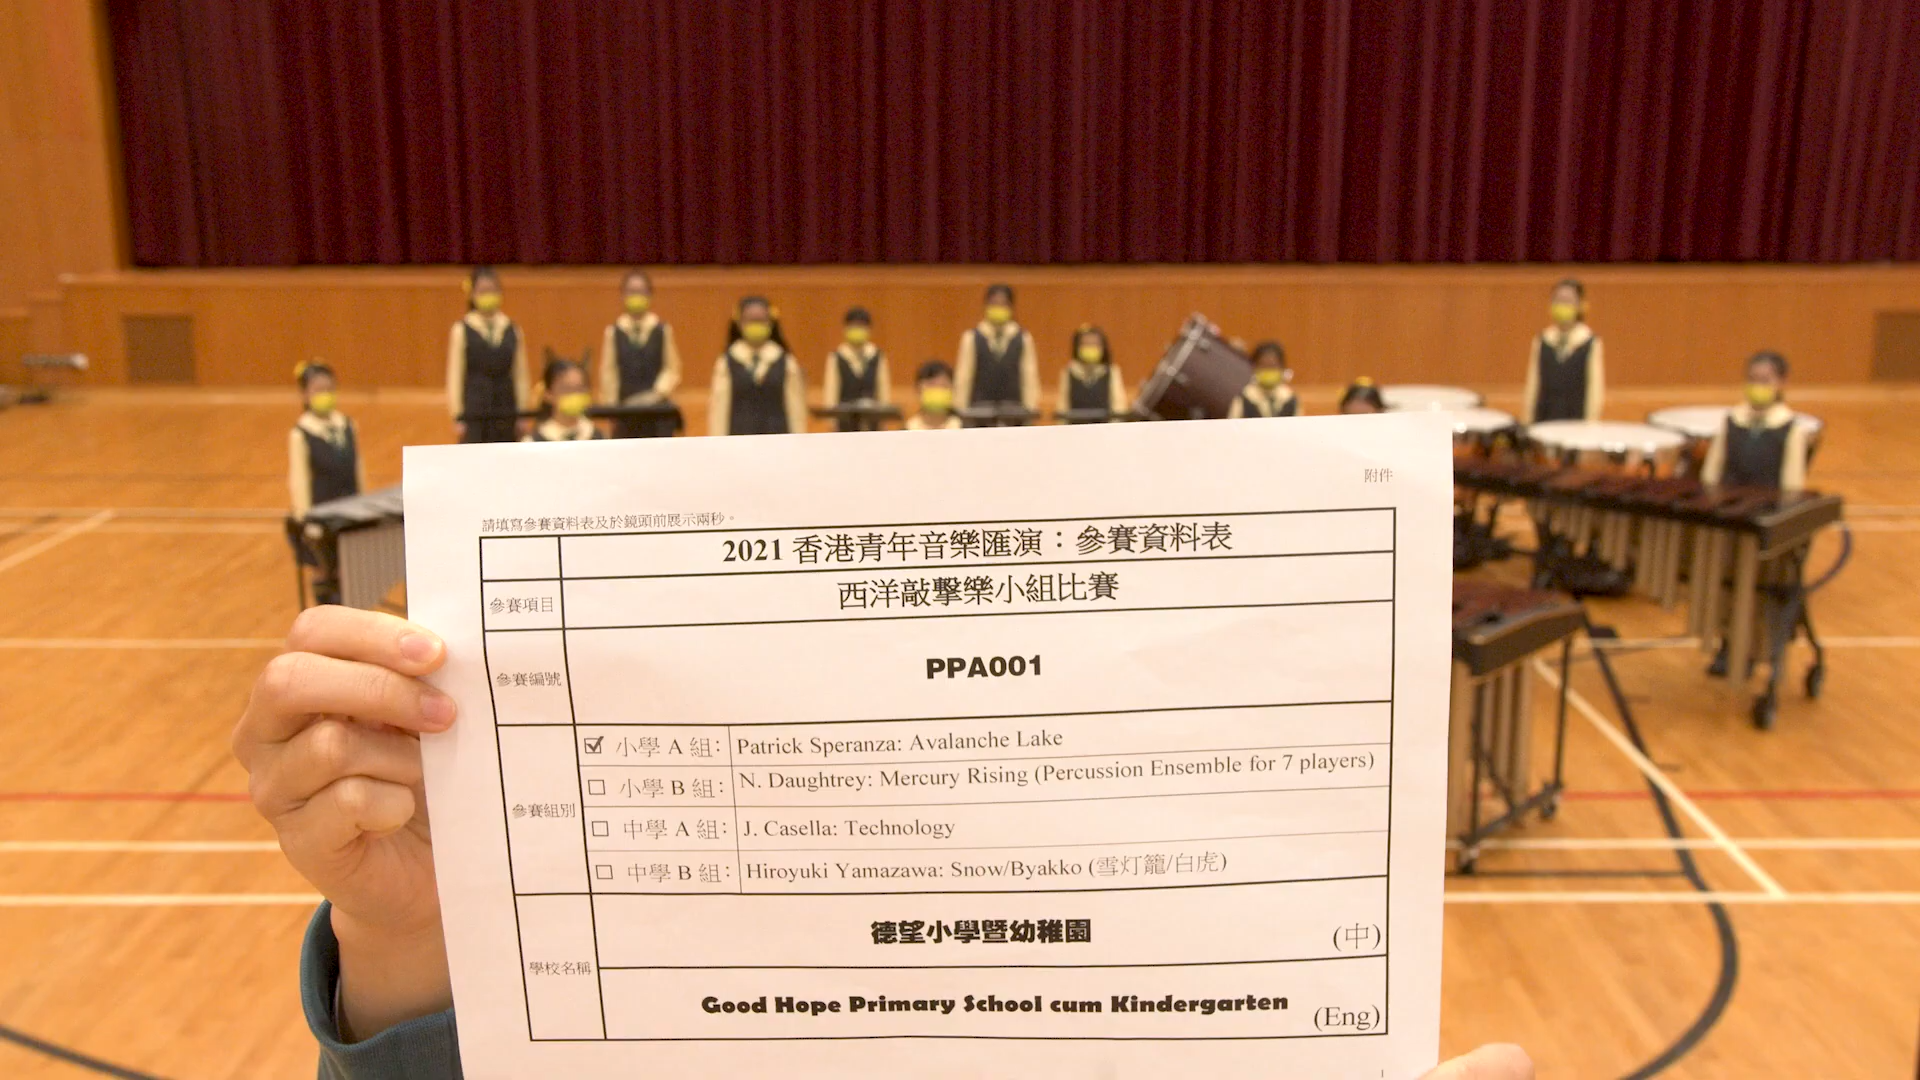 附件
請填寫參賽資料表及於鏡頭前展示兩秒。
2021 香港青年音樂匯演：參賽資料表
參賽項目 西洋敲擊樂小組比賽
參賽編號 PPA001
參賽組別
☑ 小學 A 組： Patrick Speranza: Avalanche Lake
☐ 小學 B 組： N. Daughtrey: Mercury Rising (Percussion Ensemble for 7 players)
☐ 中學 A 組： J. Casella: Technology
☐ 中學 B 組： Hiroyuki Yamazawa: Snow/Byakko (雪灯籠/白虎)
學校名稱
德望小學暨幼稚園 (中)
Good Hope Primary School cum Kindergarten (Eng)